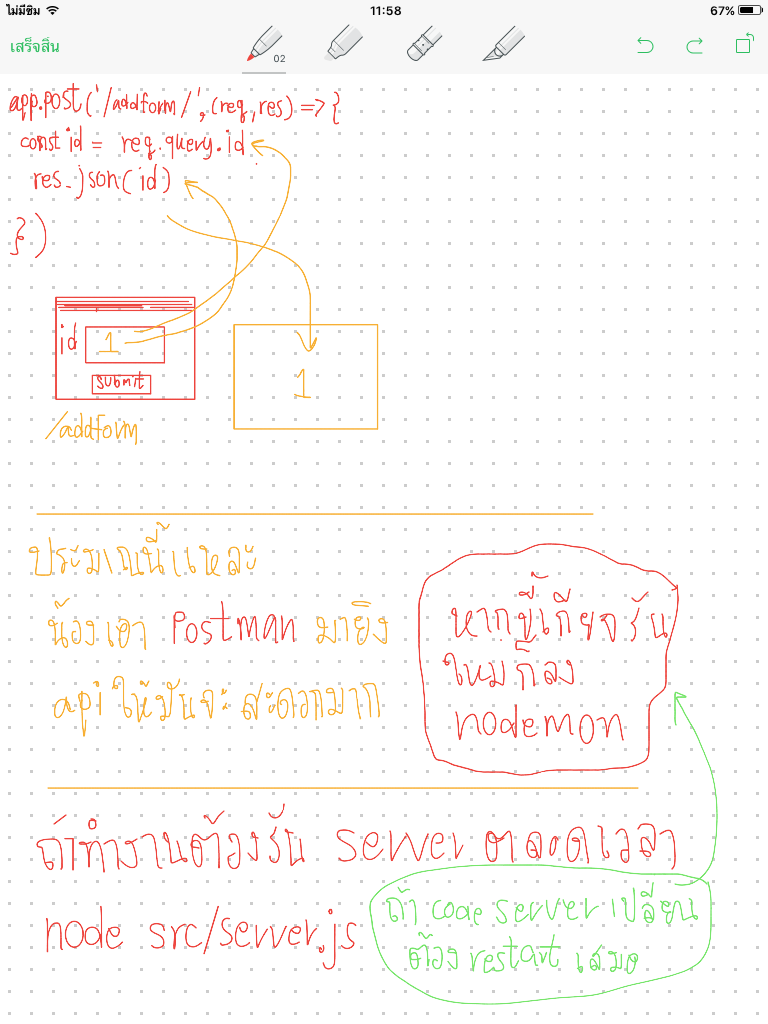 ไม่มีซิม 11:58 67%
เสร็จสิ้น 02
app.post('/addform/',(req,res) => {
const id = req.query.id
res.json(id)
})
id 1
submit
/addform
1
ประมาณนี้แหละ
น้องเอา Postman มายิง
api ให้มันจะ สะดวกมาก
หากขี้เกียจรัน
ใหม่ก็ลง
nodemon
ถ้าทำงานต้องรัน server ตลอดเวลา
node src/server.js
ถ้า code server เปลี่ยน
ต้อง restart เสมอ